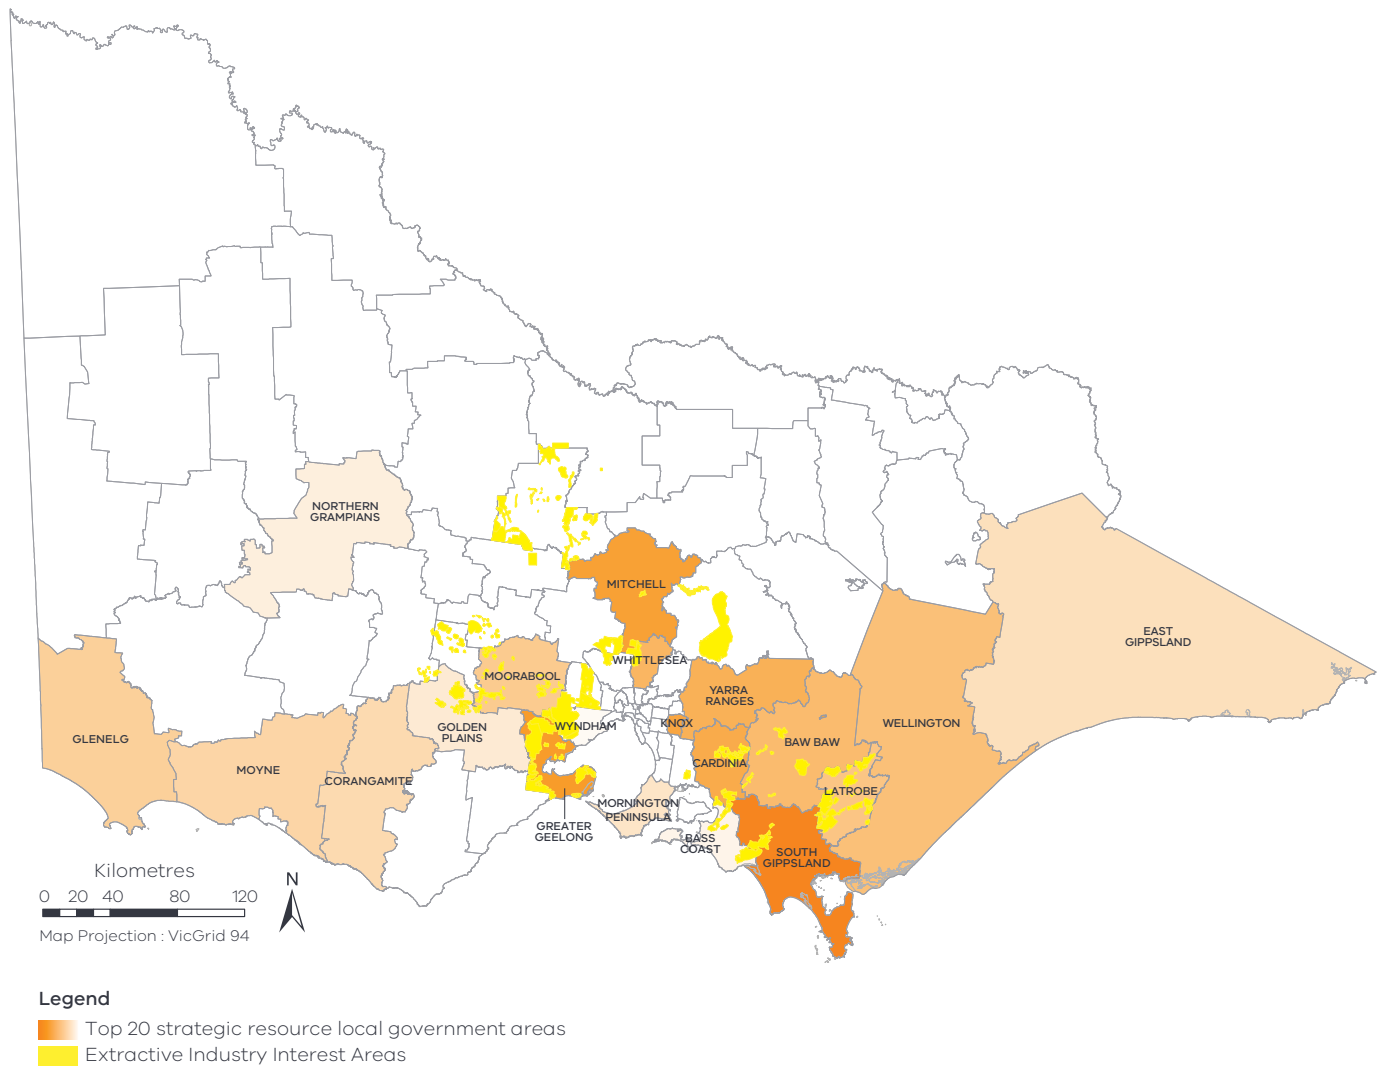 NORTHERN
GRAMPIANS
MITCHELL
EAST
GIPPSLAND
WHITTLESEA
MOORABOOL
YARRA
RANGES
KNOX
WYNDHAM
GOLDEN
PLAINS
WELLINGTON
GLENELG
BAW BAW
CARDINIA
MOYNE
CORANGAMITE
LATROBE
MORNINGTON
PENINSULA
GREATER
GEELONG
BASS
COAST
SOUTH
GIPPSLAND
Kilometres
0 20 40 80 120
N
Map Projection : VicGrid 94
Legend
Top 20 strategic resource local government areas
Extractive Industry Interest Areas